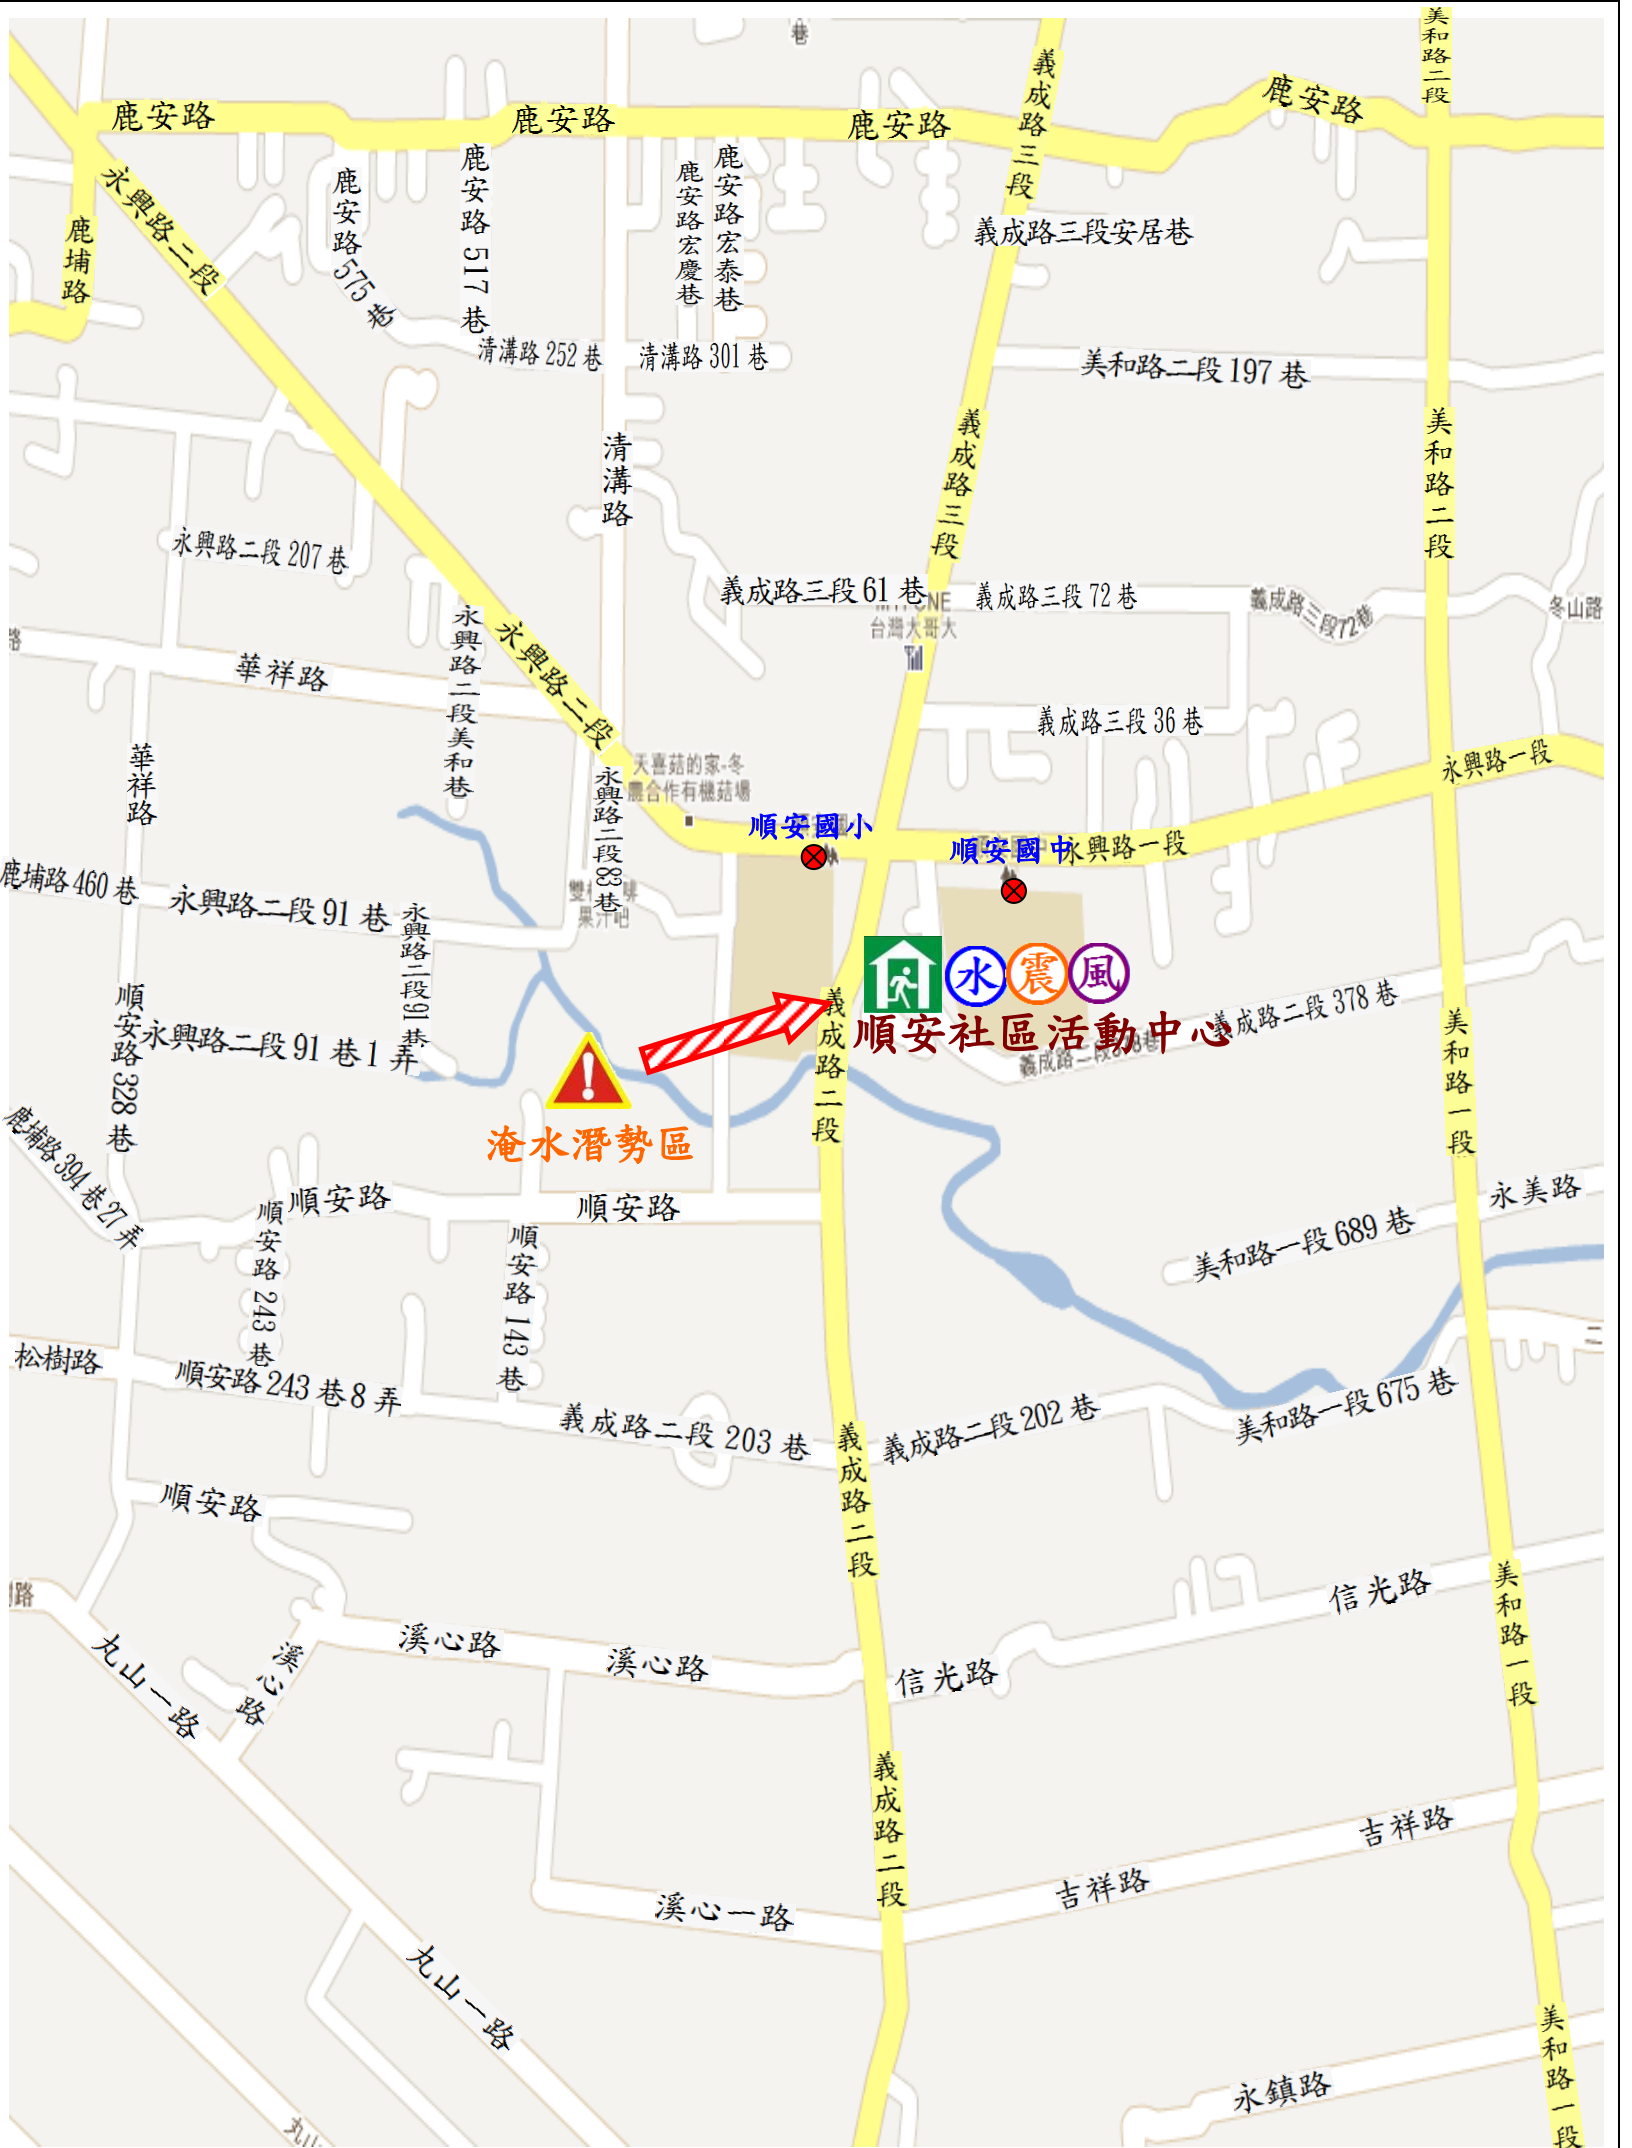 巷
美和路二段
義成路三段
鹿安路
鹿安路
鹿安路
鹿安路
永興路二段
鹿埔路
鹿安路575巷
鹿安路517巷
鹿安路宏慶巷
鹿安路宏泰巷
義成路三段安居巷
清溝路252巷
清溝路301巷
美和路二段197巷
清溝路
義成路三段
美和路二段
永興路二段207巷
義成路三段61巷
義成路三段72巷
義成路三段72巷
冬山路
台灣大哥大
路
華祥路
永興路二段美和巷
永興路二段
義成路三段36巷
華祥路
天喜菇的家-冬
農合作有機菇場
永興路二段83巷
永興路一段
順安國小
順安國中
永興路一段
鹿埔路460巷
永興路二段91巷
永興路二段91巷
果汁吧
水
震
風
順安社區活動中心
義成路二段378巷
順安路328巷
永興路二段91巷1弄
義成路二段
美和路一段
淹水潛勢區
鹿埔路394巷27弄
順安路
順安路
永美路
美和路一段689巷
順安路243巷
順安路143巷
松樹路
順安路243巷8弄
義成路二段203巷
義成路二段
義成路二段202巷
美和路一段675巷
順安路
路
丸山一路
溪心路
溪心路
溪心路
信光路
信光路
美和路一段
義成路二段
吉祥路
吉祥路
溪心一路
丸山一路
美和路一段
永鎮路